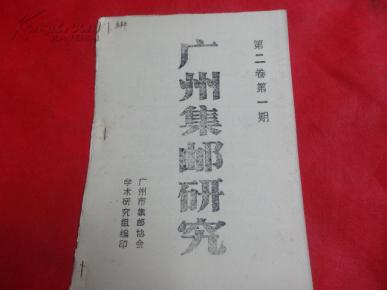 第二卷第一期
广州集邮研究
广州市集邮协会
学术研究组编印